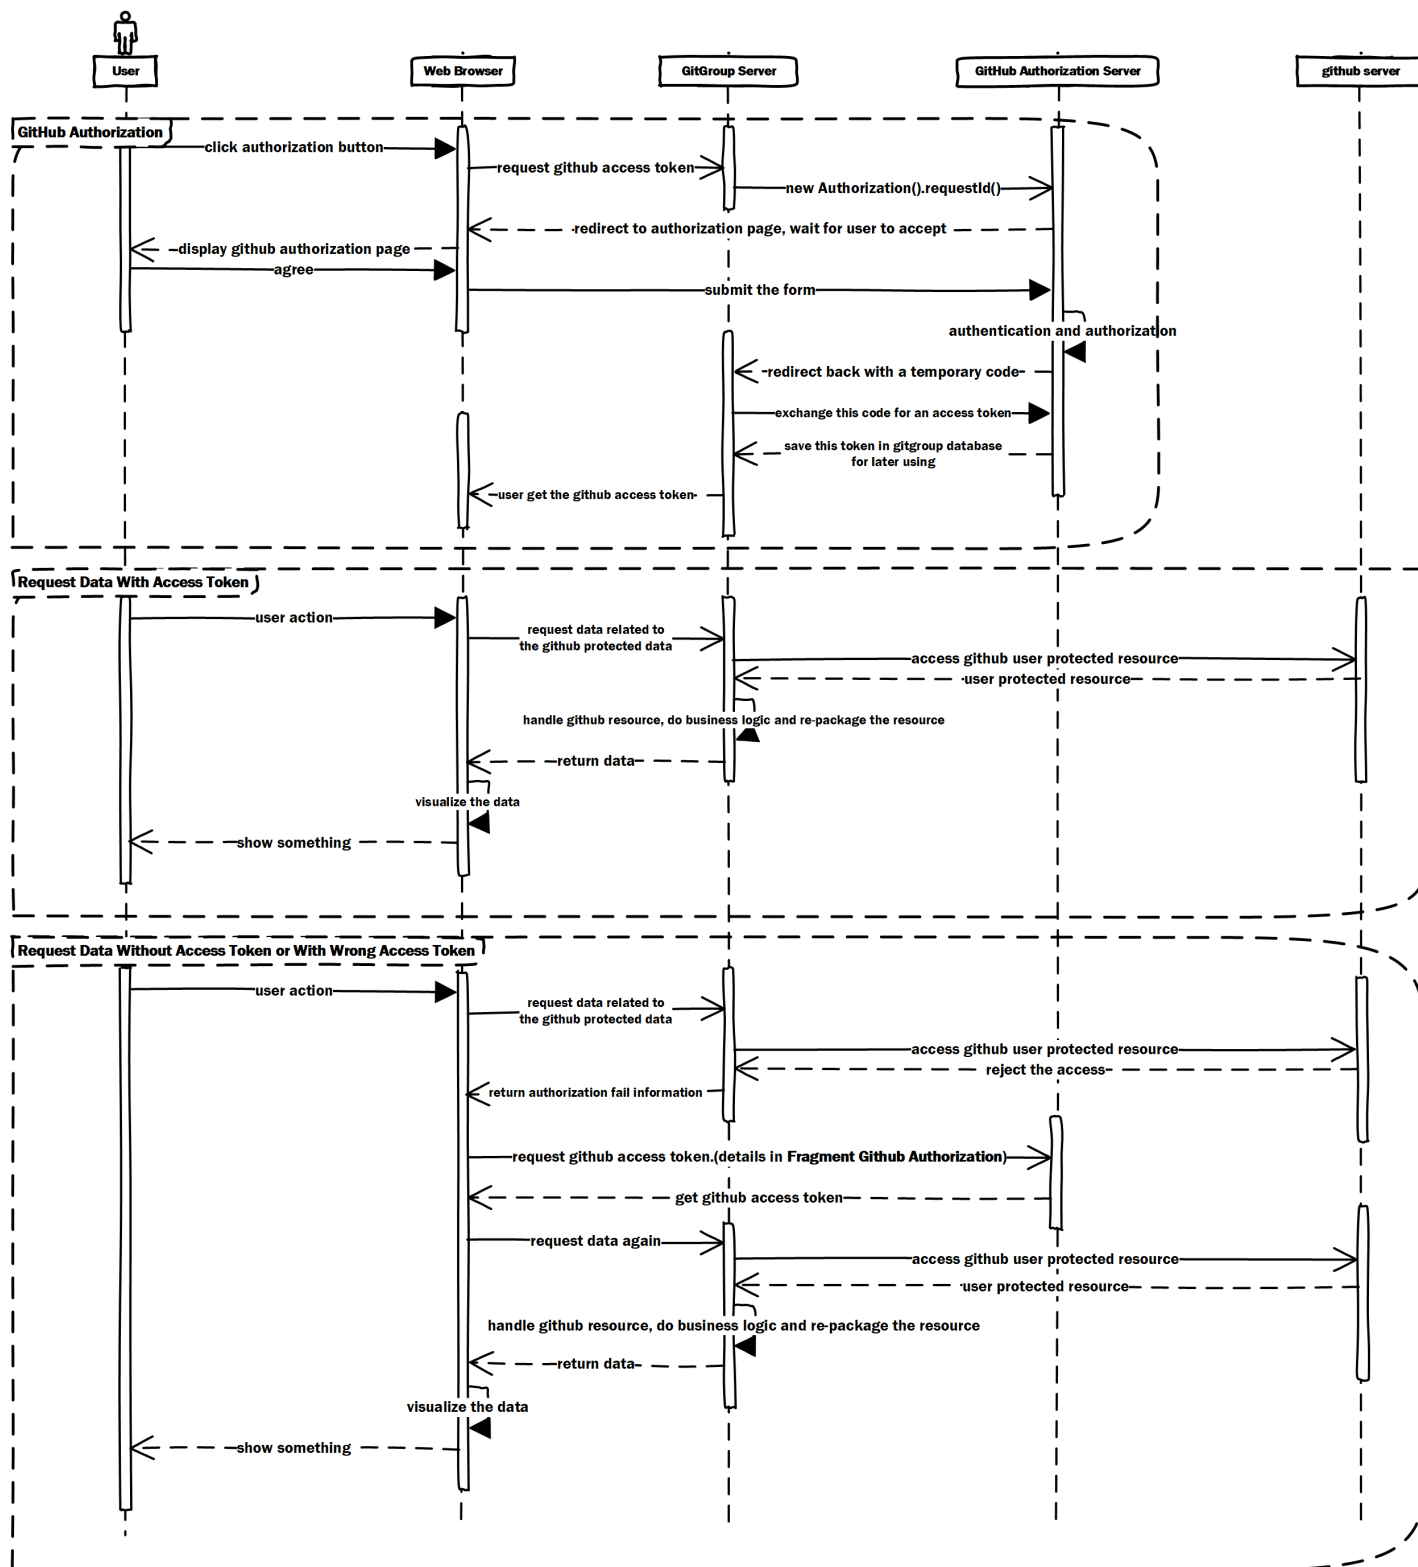 User
Web Browser
GitGroup Server
GitHub Authorization Server
github server
GitHub Authorization
click authorization button
request github access token
new Authorization().requestId()
redirect to authorization page, wait for user to accept
display github authorization page
agree
submit the form
authentication and authorization
redirect back with a temporary code
exchange this code for an access token
save this token in gitgroup database
for later using
user get the github access token
Request Data With Access Token
user action
request data related to
the github protected data
access github user protected resource
user protected resource
handle github resource, do business logic and re-package the resource
return data
visualize the data
show something
Request Data Without Access Token or With Wrong Access Token
user action
request data related to
the github protected data
access github user protected resource
reject the access
return authorization fail information
request github access token.(details in Fragment Github Authorization)
get github access token
request data again
access github user protected resource
user protected resource
handle github resource, do business logic and re-package the resource
return data
visualize the data
show something